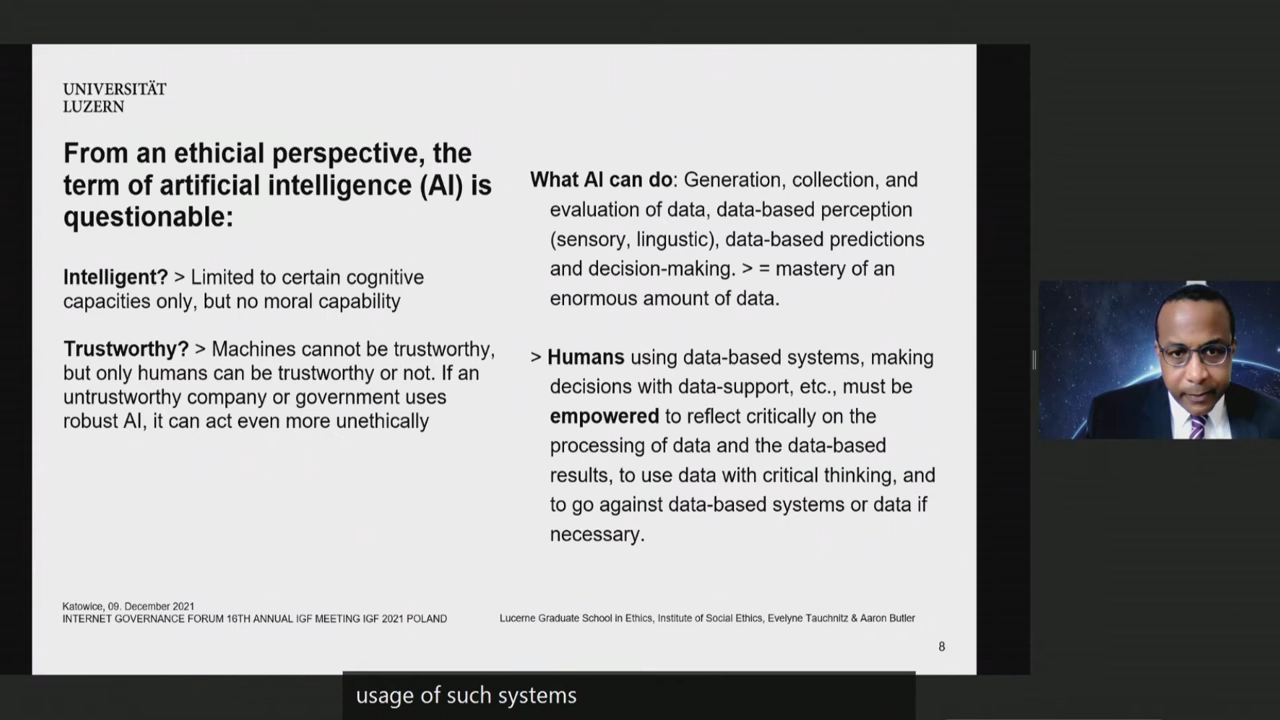 UNIVERSITÄT
LUZERN
From an ethicial perspective, the
term of artificial intelligence (AI) is
questionable:
Intelligent? > Limited to certain cognitive
capacities only, but no moral capability
Trustworthy? > Machines cannot be trustworthy,
but only humans can be trustworthy or not. If an
untrustworthy company or government uses
robust AI, it can act even more unethically
What AI can do: Generation, collection, and
evaluation of data, data-based perception
(sensory, lingustic), data-based predictions
and decision-making. > = mastery of an
enormous amount of data.
> Humans using data-based systems, making
decisions with data-support, etc., must be
empowered to reflect critically on the
processing of data and the data-based
results, to use data with critical thinking, and
to go against data-based systems or data if
necessary.
Katowice, 09. December 2021
INTERNET GOVERNANCE FORUM 16TH ANNUAL IGF MEETING IGF 2021 POLAND
Lucerne Graduate School in Ethics, Institute of Social Ethics, Evelyne Tauchnitz & Aaron Butler
8
usage of such systems